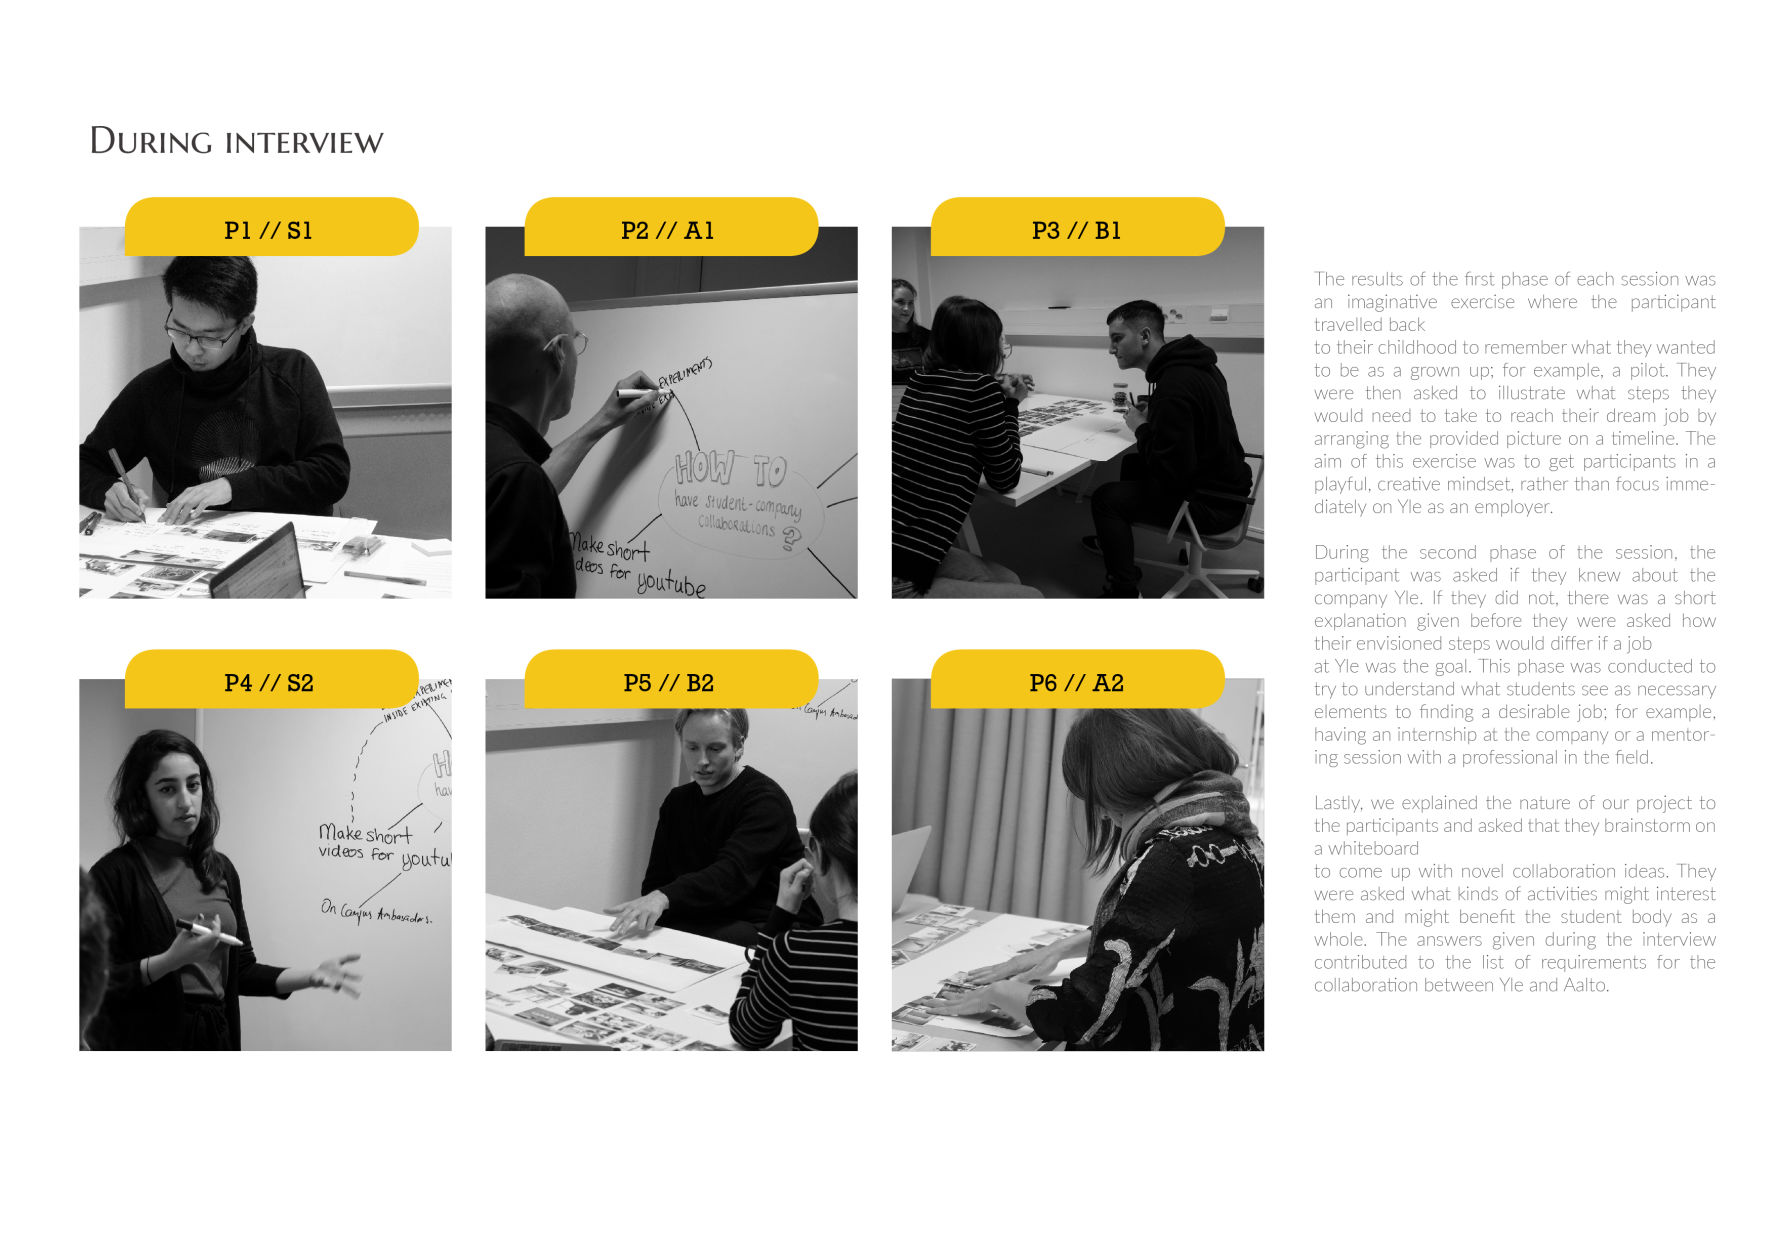 DURING INTERVIEW
P1 // S1
P2 // A1
P3 // B1
EXPERIMENTS
HOW TO
have student-company
collaborations
?
Make short
deos for youtube
P4 // S2
P5 // B2
P6 // A2
INSIDE EXISTING
H
hav
Make short
videos for youtu
On Campus Ambassadors.
Campus Ambassad
The results of the first phase of each session was
an imaginative exercise where the participant
travelled back
to their childhood to remember what they wanted
to be as a grown up; for example, a pilot. They
were then asked to illustrate what steps they
would need to take to reach their dream job by
arranging the provided picture on a timeline. The
aim of this exercise was to get participants in a
playful, creative mindset, rather than focus imme-
diately on Yle as an employer.
During the second phase of the session, the
participant was asked if they knew about the
company Yle. If they did not, there was a short
explanation given before they were asked how
their envisioned steps would differ if a job
at Yle was the goal. This phase was conducted to
try to understand what students see as necessary
elements to finding a desirable job; for example,
having an internship at the company or a mentor-
ing session with a professional in the field.
Lastly, we explained the nature of our project to
the participants and asked that they brainstorm on
a whiteboard
to come up with novel collaboration ideas. They
were asked what kinds of activities might interest
them and might benefit the student body as a
whole. The answers given during the interview
contributed to the list of requirements for the
collaboration between Yle and Aalto.